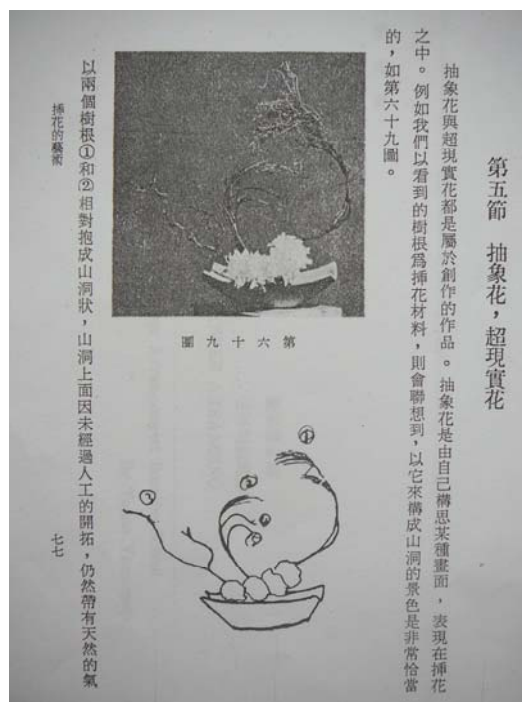 第五節　抽象花，超現實花
抽象花與超現實花都是屬於創作的作品。抽象花是由自己構思某種畫面，表現在挿花
之中。例如我們以看到的樹根爲挿花材料，則會聯想到，以它來構成山洞的景色是非常恰當
的，如第六十九圖。
圖九十六第
①
②
③
以兩個樹根①和②相對抱成山洞狀，山洞上面因未經過人工的開拓，仍然帶有天然的氣
挿花的藝術
七七